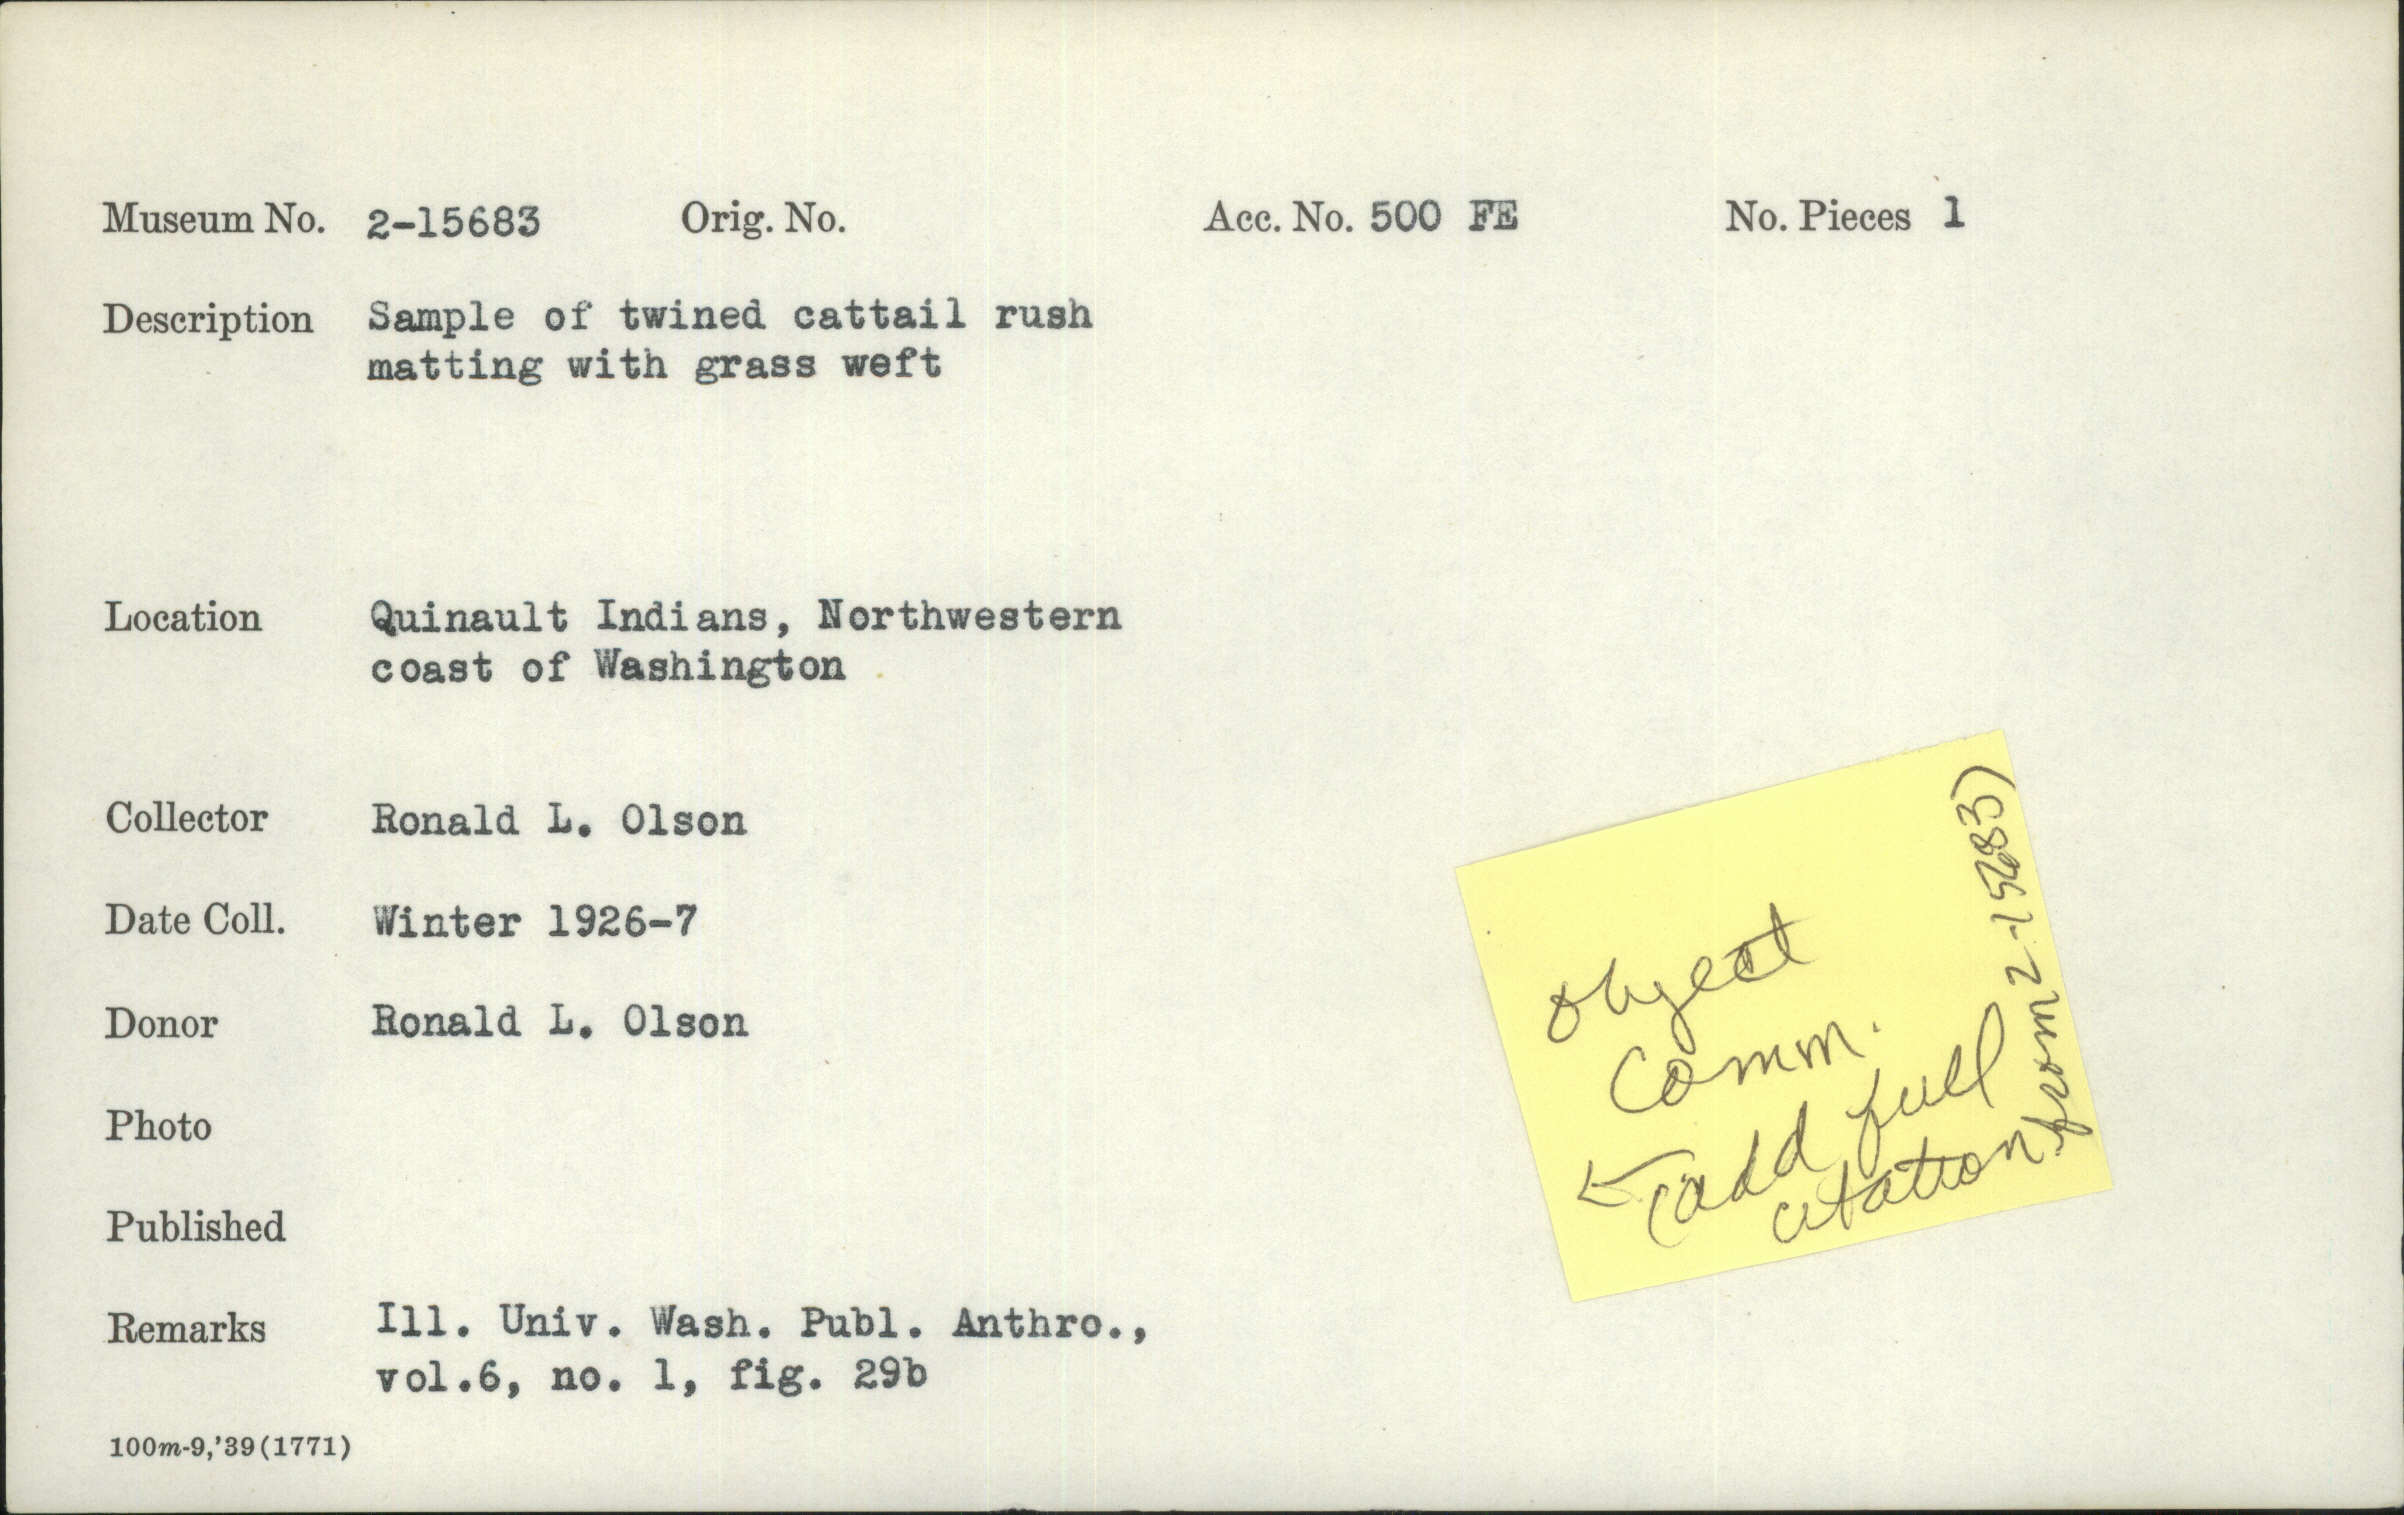 Museum No. 2-15683 Orig. No. Acc. No. 500 FE No. Pieces 1
Description Sample of twined cattail rush
matting with grass weft
Location Quinault Indians, Northwestern
coast of Washington
Collector Ronald L. Olson
Date Coll. Winter 1926-7
Donor Ronald L. Olson
Photo
Published
Remarks Ill. Univ. Wash. Publ. Anthro.,
vol.6, no. 1, fig. 29b
100m-9,'39(1771)
object
Comm.
← (add full
citation
from 2-15683)